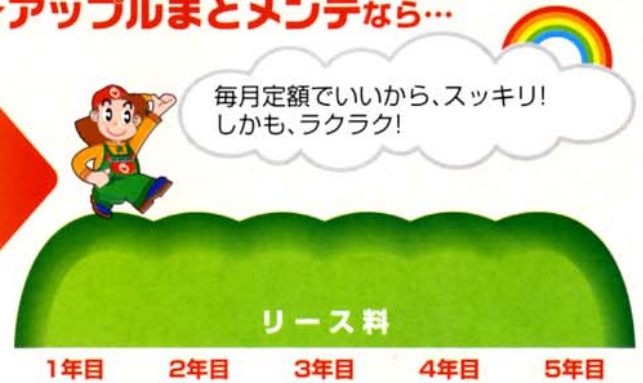 アップルまとメンテなら…
毎月定額でいいから、スッキリ!
しかも、ラクラク!
リース料
1年目 2年目 3年目 4年目 5年目